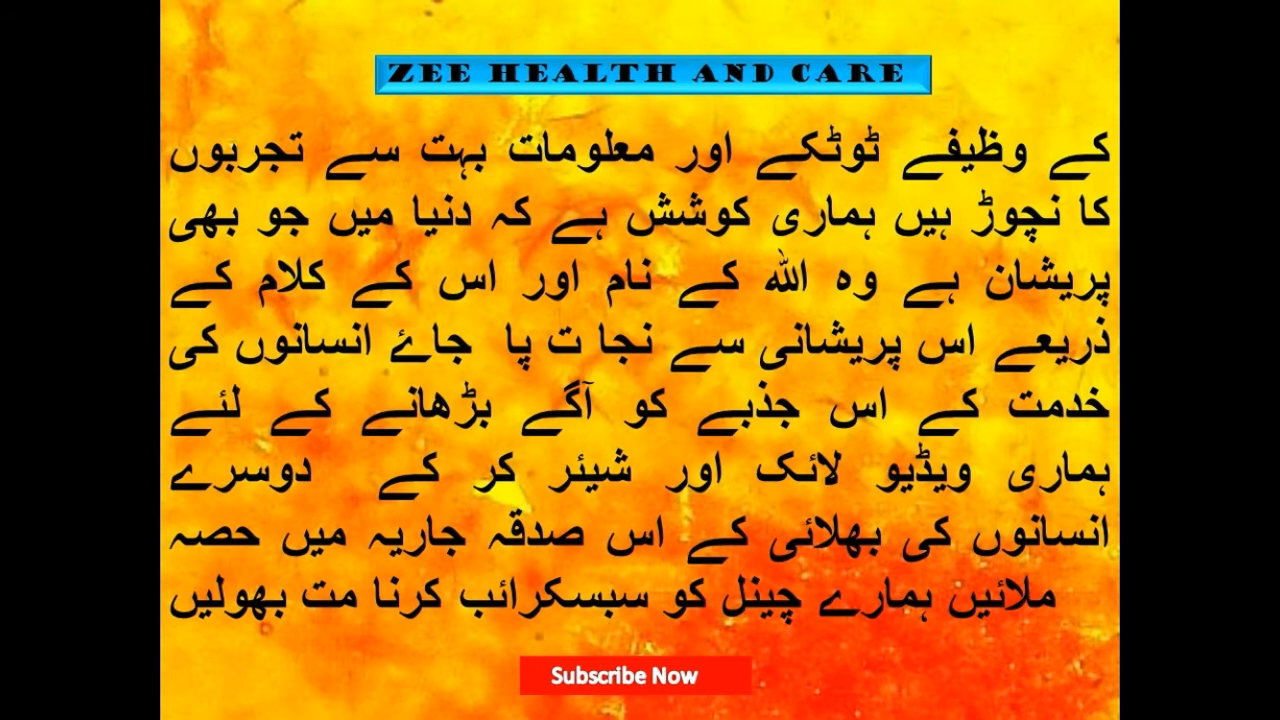 ZEE HEALTH AND CARE
کے وظیفے ٹوٹکے اور معلومات بہت سے تجربوں
کا نچوڑ ہیں ہماری کوشش ہے کہ دنیا میں جو بھی
پریشان ہے وہ الله کے نام اور اس کے کلام کے
ذریعے اس پریشانی سے نجا ت پا جاۓ انسانوں کی
خدمت کے اس جذبے کو آگے بڑھانے کے لئے
ہماری ویڈیو لائک اور شیئر کر کے دوسرے
انسانوں کی بھلائی کے اس صدقہ جاریہ میں حصہ
ملائیں ہمارے چینل کو سبسکرائب کرنا مت بھولیں
Subscribe Now